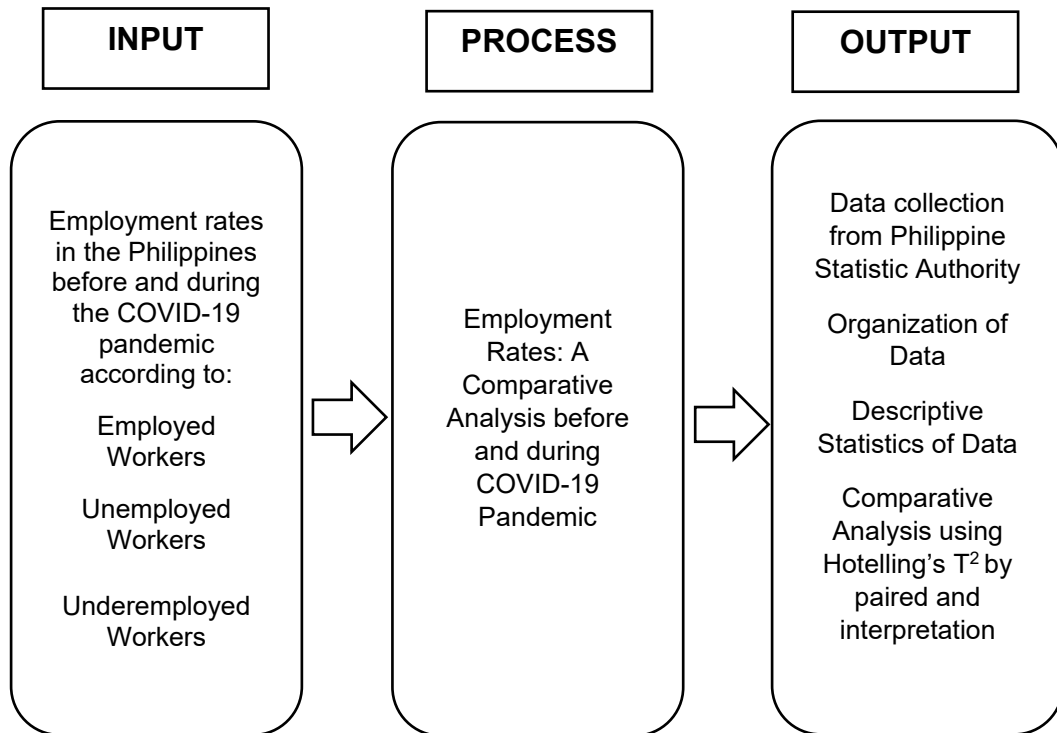 INPUT
PROCESS
OUTPUT
Employment rates
in the Philippines
before and during
the COVID-19
pandemic
according to:
Employed
Workers
Unemployed
Workers
Underemployed
Workers
Employment
Rates: A
Comparative
Analysis before
and during
COVID-19
Pandemic
Data collection
from Philippine
Statistic Authority
Organization of
Data
Descriptive
Statistics of Data
Comparative
Analysis using
Hotelling’s T² by
paired and
interpretation